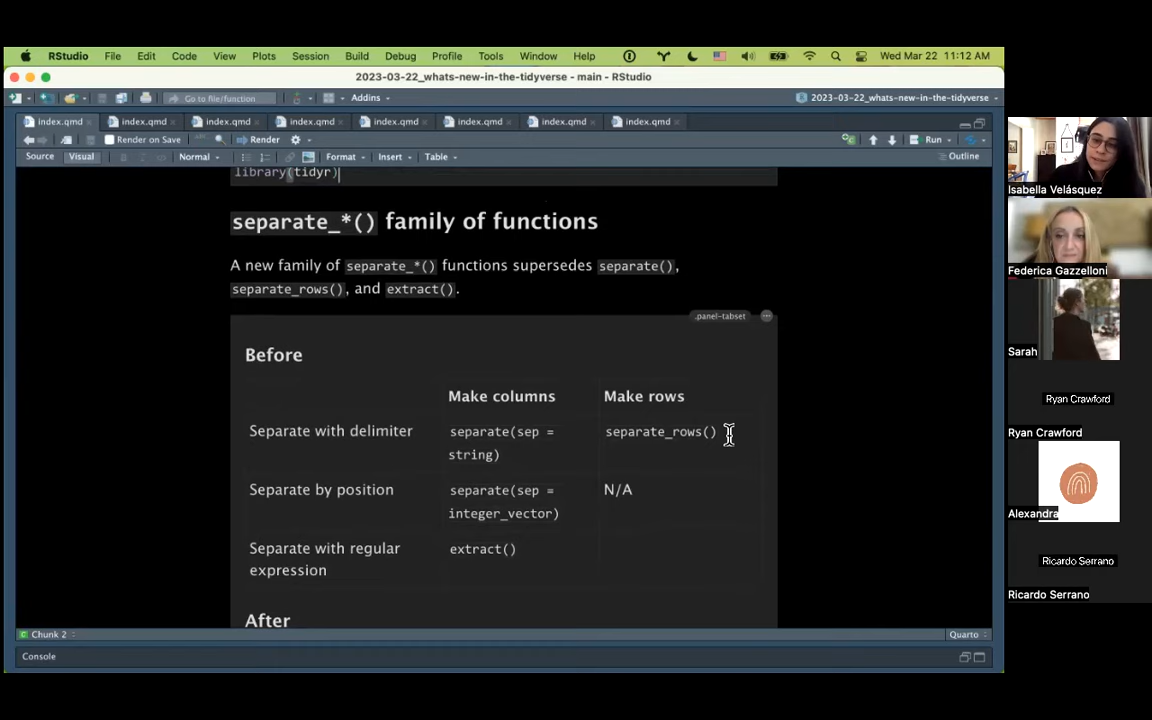 RStudio File Edit Code View Plots Session Build Debug Profile Tools Window Help Wed Mar 22 11:12 AM
2023-03-22_whats-new-in-the-tidyverse - main - RStudio
Go to file/function Addins 2023-03-22_whats-new-in-the-tidyverse
index.qmd index.qmd index.qmd index.qmd index.qmd index.qmd index.qmd index.qmd
Render on Save Render Run
Source Visual B I Normal Format Insert Table Outline
library(tidyr)
separate_*() family of functions
A new family of separate_*() functions supersedes separate(),
separate_rows(), and extract().
.panel-tabset
Before
Make columns Make rows
Separate with delimiter separate(sep = separate_rows()
string)
Separate by position separate(sep = N/A
integer_vector)
Separate with regular extract()
expression
After
Chunk 2 Quarto
Console
Isabella Velásquez
Federica Gazzelloni
Sarah
Ryan Crawford
Ryan Crawford
Alexandra
Ricardo Serrano
Ricardo Serrano